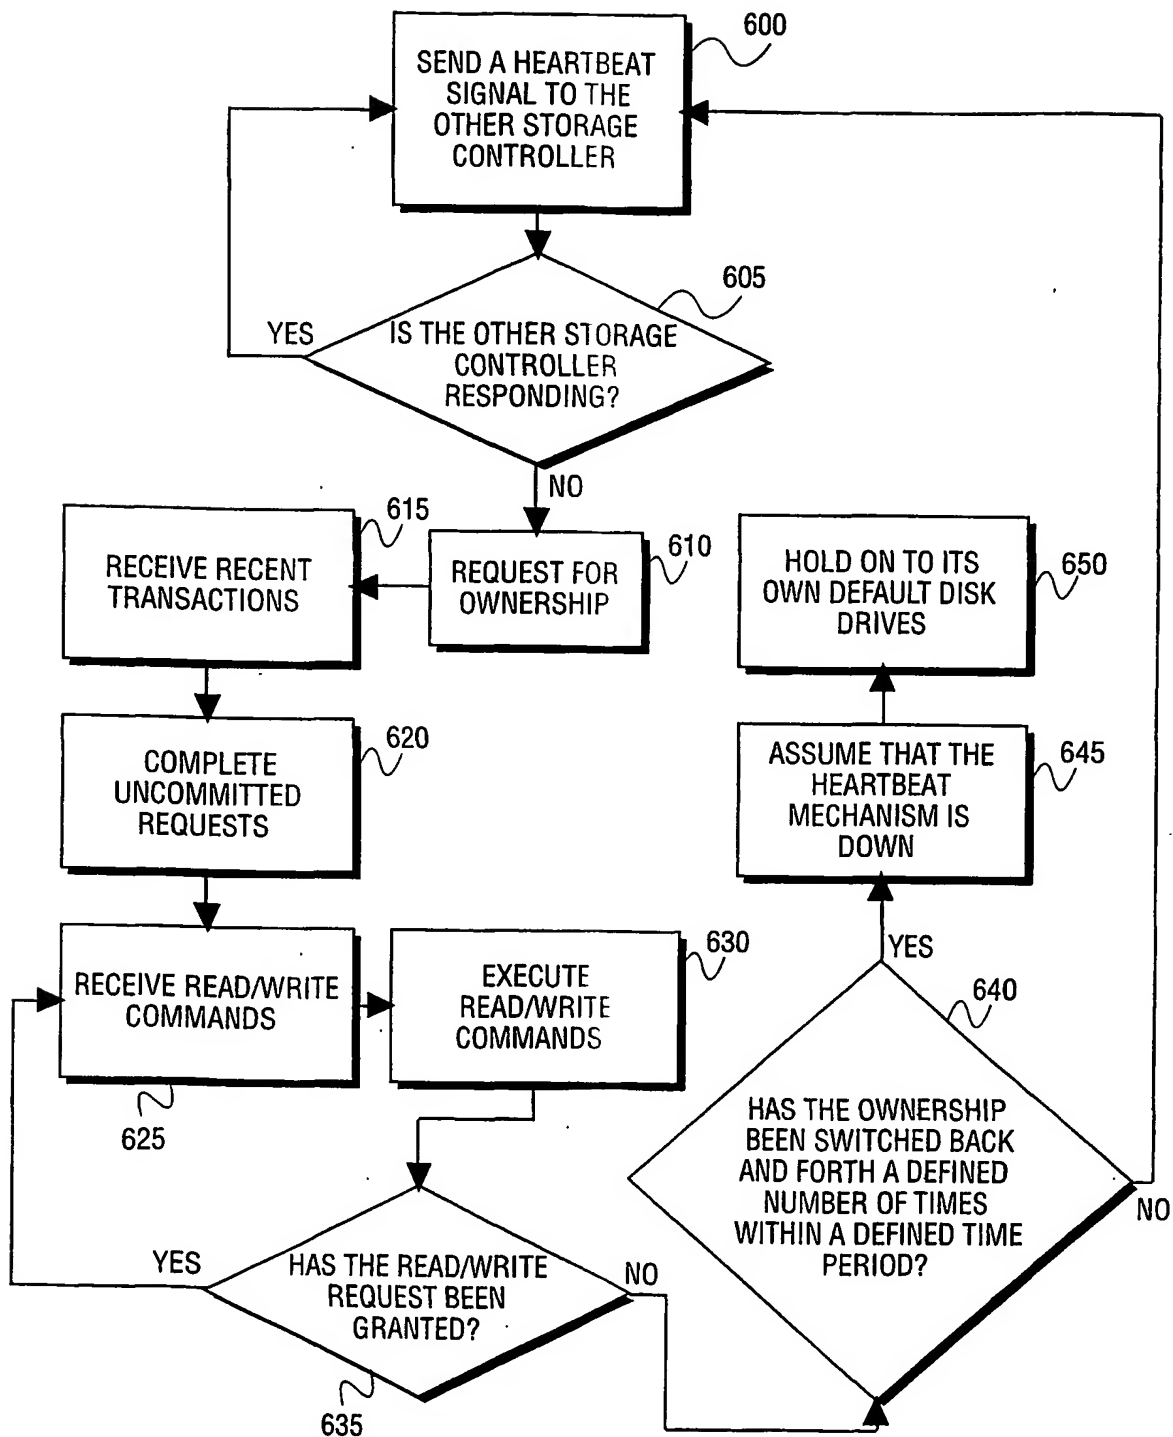 600
SEND A HEARTBEAT
SIGNAL TO THE
OTHER STORAGE
CONTROLLER
605
YES
IS THE OTHER STORAGE
CONTROLLER
RESPONDING?
NO
615
RECEIVE RECENT
TRANSACTIONS
610
REQUEST FOR
OWNERSHIP
650
HOLD ON TO ITS
OWN DEFAULT DISK
DRIVES
620
COMPLETE
UNCOMMITTED
REQUESTS
645
ASSUME THAT THE
HEARTBEAT
MECHANISM IS
DOWN
RECEIVE READ/WRITE
COMMANDS
625
630
EXECUTE
READ/WRITE
COMMANDS
YES
640
HAS THE OWNERSHIP
BEEN SWITCHED BACK
AND FORTH A DEFINED
NUMBER OF TIMES
WITHIN A DEFINED TIME
PERIOD?
NO
YES
HAS THE READ/WRITE
REQUEST BEEN
GRANTED?
NO
635